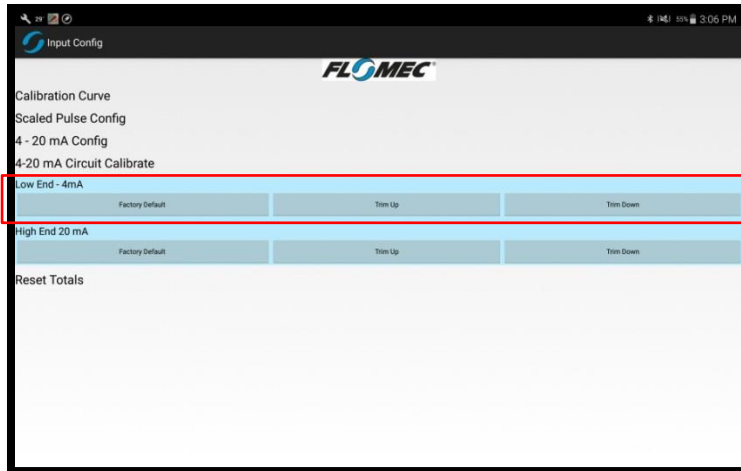 29° 55% 3:06 PM
Input Config
FLOMEC
Calibration Curve
Scaled Pulse Config
4 - 20 mA Config
4-20 mA Circuit Calibrate
Low End - 4mA
Factory Default Trim Up Trim Down
High End 20 mA
Factory Default Trim Up Trim Down
Reset Totals